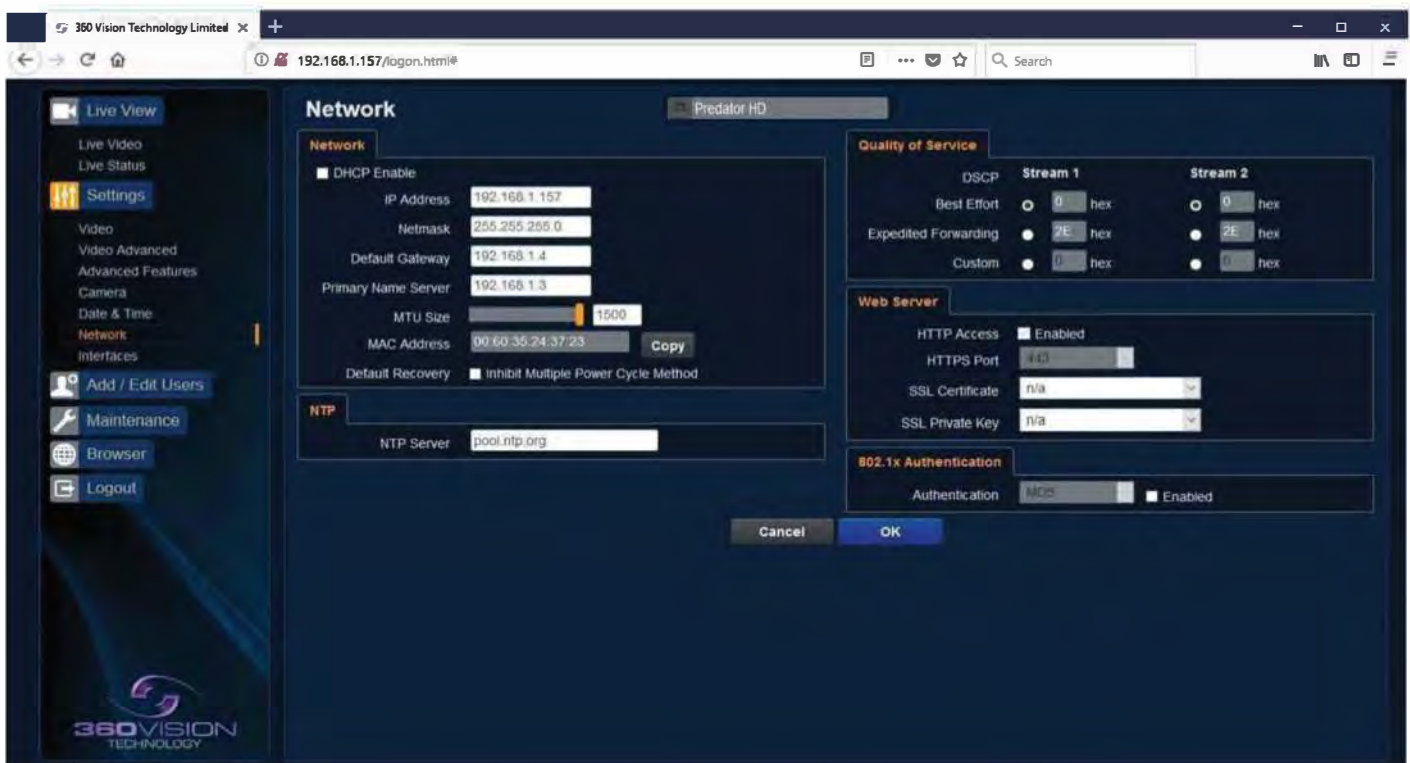 360 Vision Technology Limited
192.168.1.157/logon.html#
Search
Live View
Live Video
Live Status
Settings
Video
Video Advanced
Advanced Features
Camera
Date & Time
Network
Interfaces
Add / Edit Users
Maintenance
Browser
Logout
360VISION
TECHNOLOGY
Network
Predator HD
Network
DHCP Enable
IP Address 192.168.1.157
Netmask 255.255.255.0
Default Gateway 192.168.1.4
Primary Name Server 192.168.1.3
MTU Size 1500
MAC Address 00.60.35.24.37.23 Copy
Default Recovery Inhibit Multiple Power Cycle Method
NTP
NTP Server pool.ntp.org
Quality of Service
DSCP Stream 1 Stream 2
Best Effort 0 hex 0 hex
Expedited Forwarding 2E hex 2E hex
Custom 0 hex 0 hex
Web Server
HTTP Access Enabled
HTTPS Port 443
SSL Certificate n/a
SSL Private Key n/a
802.1x Authentication
Authentication MD5 Enabled
Cancel OK